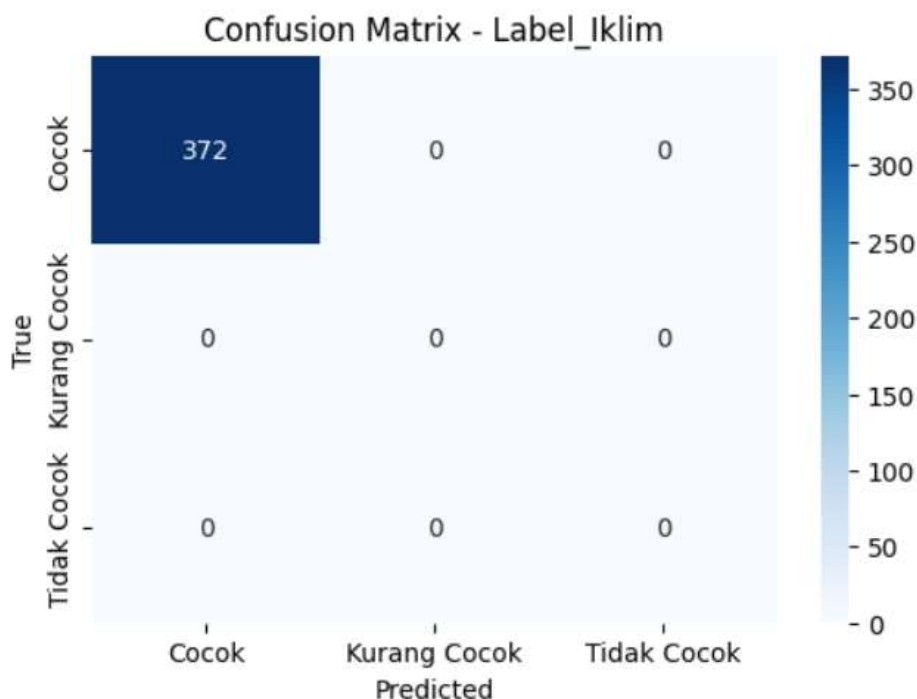 Confusion Matrix - Label_Iklim
Cocok
372
0
0
Kurang Cocok
0
0
0
Tidak Cocok
0
0
0
True
Cocok
Kurang Cocok
Tidak Cocok
Predicted
350
300
250
200
150
100
50
0